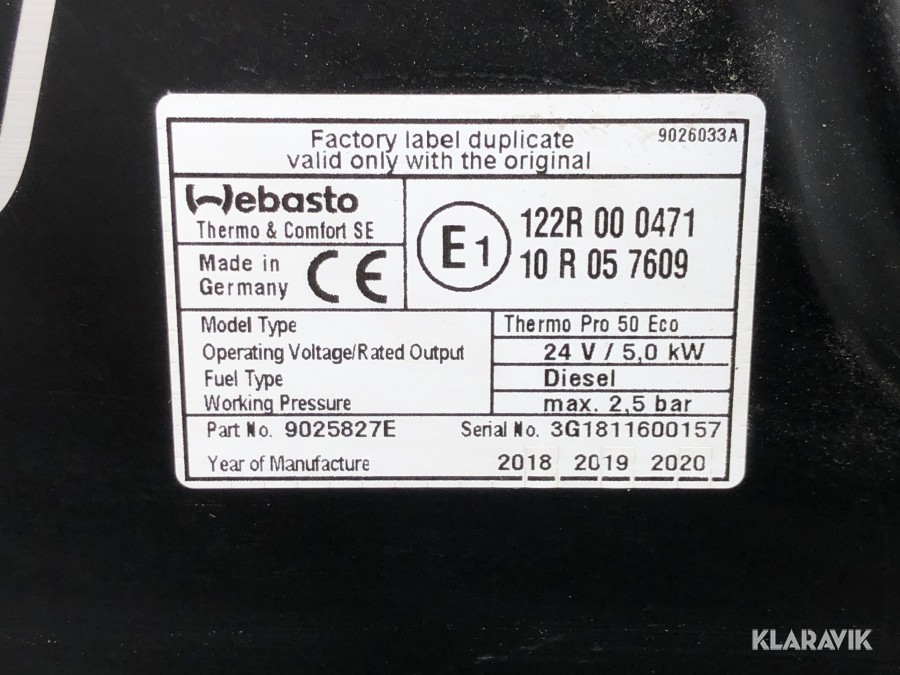 Factory label duplicate
valid only with the original
9026033A
Webasto
Thermo & Comfort SE
Made in
Germany
CE
E1
122R 00 0471
10 R 05 7609
Model Type Thermo Pro 50 Eco
Operating Voltage/Rated Output 24 V / 5,0 kW
Fuel Type Diesel
Working Pressure max. 2,5 bar
Part No. 9025827E Serial No. 3G1811600157
Year of Manufacture 2018 2019 2020
KLARAVIK